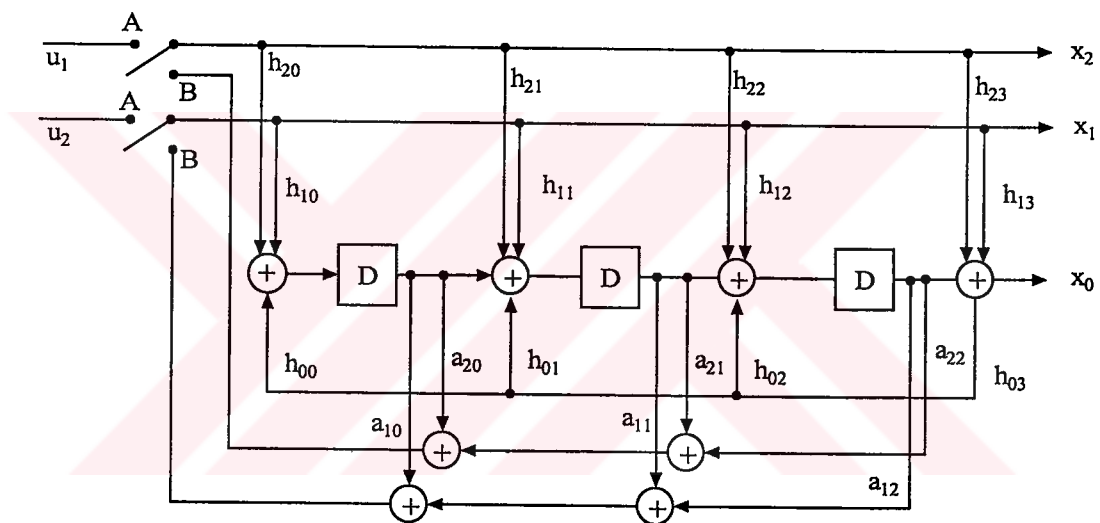 A
u₁
h₂₀
h₂₁
h₂₂
h₂₃
x₂
B
A
u₂
x₁
B
h₁₀
h₁₁
h₁₂
h₁₃
+
D
+
D
+
D
+
x₀
h₀₀
a₂₀
h₀₁
a₂₁
h₀₂
a₂₂
h₀₃
a₁₀
+
a₁₁
+
a₁₂
+
+